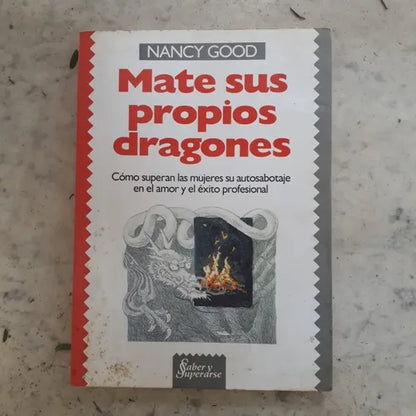 NANCY GOOD
Mate sus
propios
dragones
Cómo superan las mujeres su autosabotaje
en el amor y el éxito profesional
Saber y
Superarse